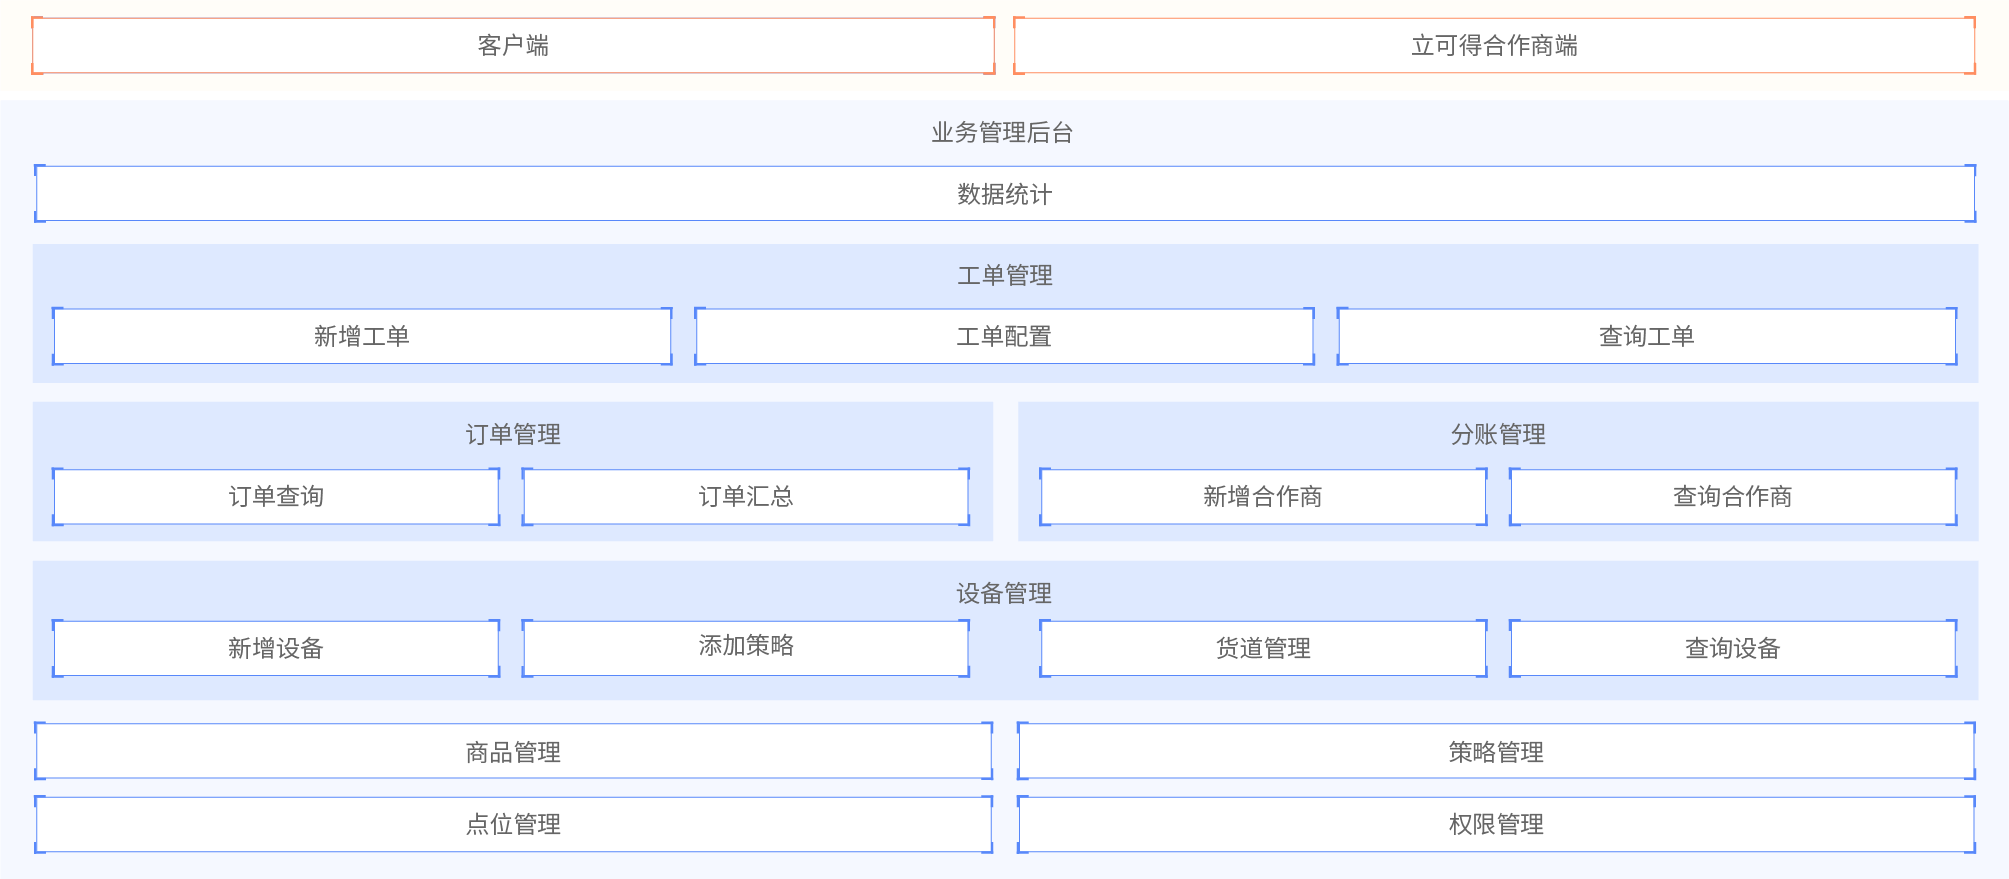 客户端
立可得合作商端
业务管理后台
数据统计
工单管理
新增工单
工单配置
查询工单
订单管理
分账管理
订单查询
订单汇总
新增合作商
查询合作商
设备管理
新增设备
添加策略
货道管理
查询设备
商品管理
策略管理
点位管理
权限管理